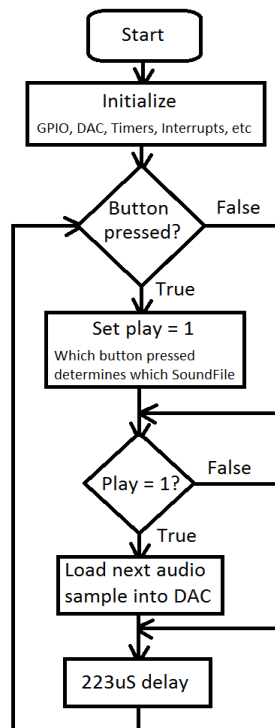 Start
Initialize
GPIO, DAC, Timers, Interrupts, etc
Button
pressed?
False
True
Set play = 1
Which button pressed
determines which SoundFile
Play = 1?
False
True
Load next audio
sample into DAC
223uS delay